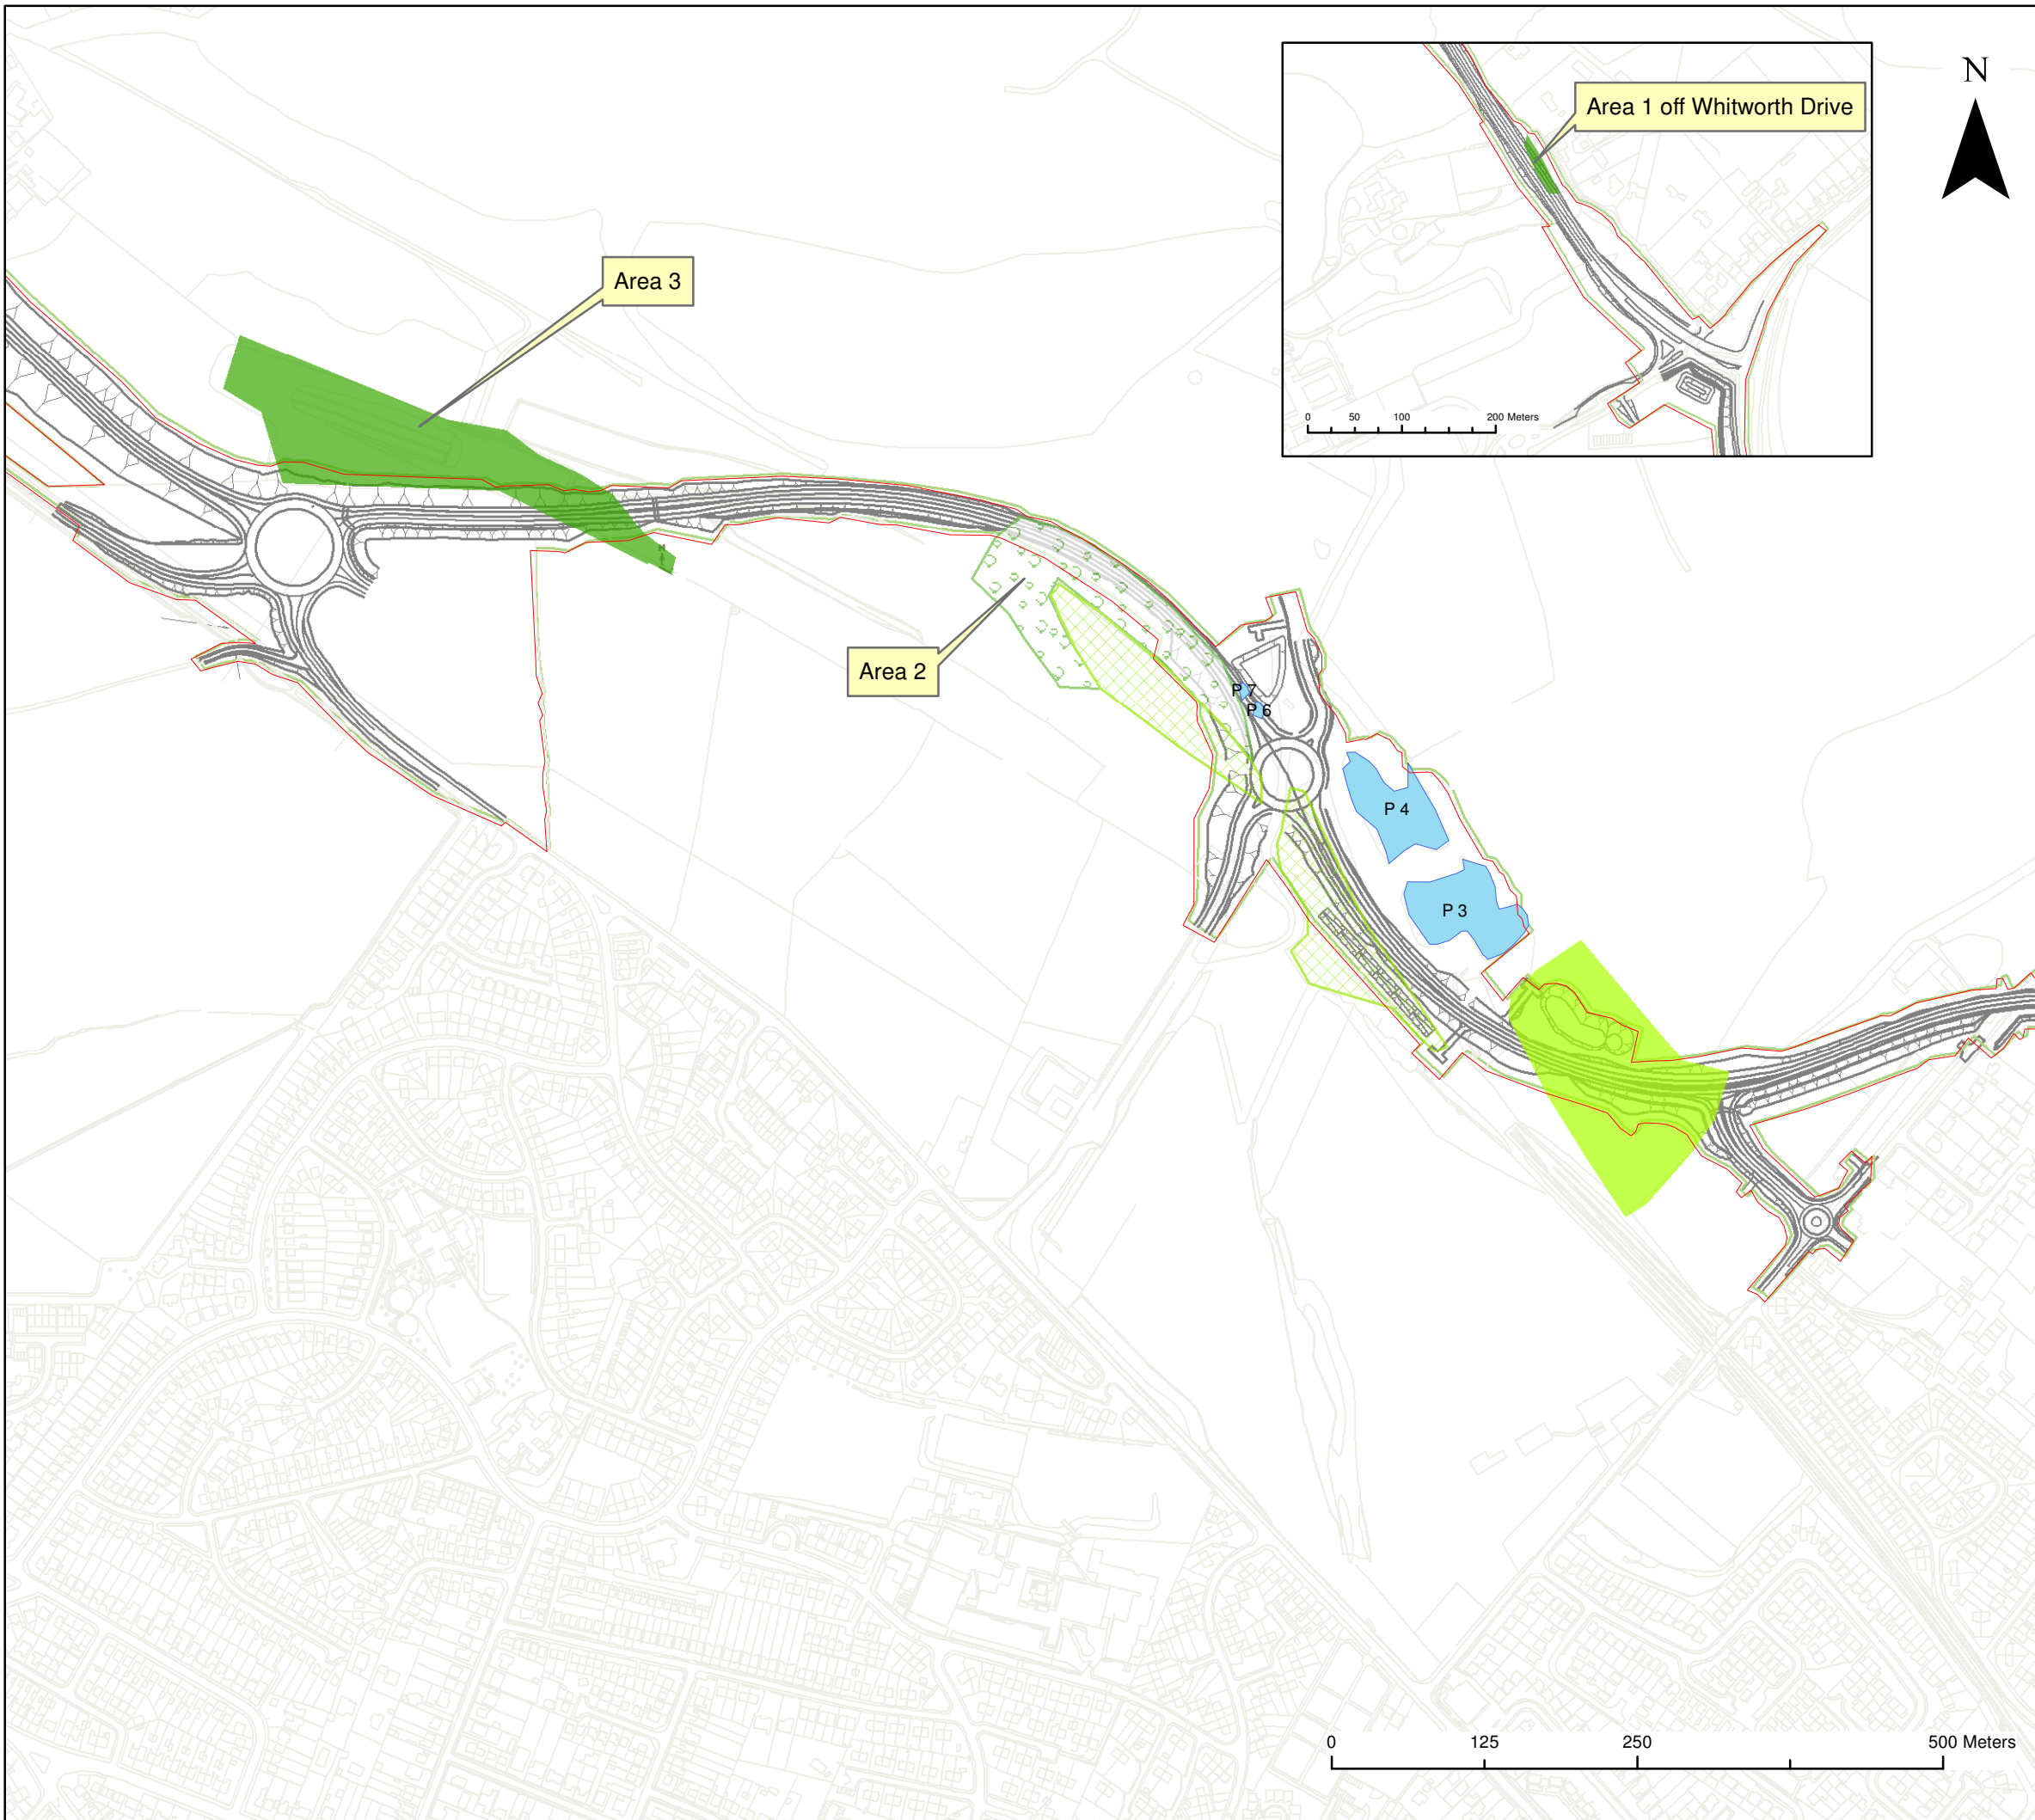 N
Area 1 off Whitworth Drive
0 50 100 200 Meters
Area 3
Area 2
P 7
P 6
P 4
P 3
0 125 250 500 Meters